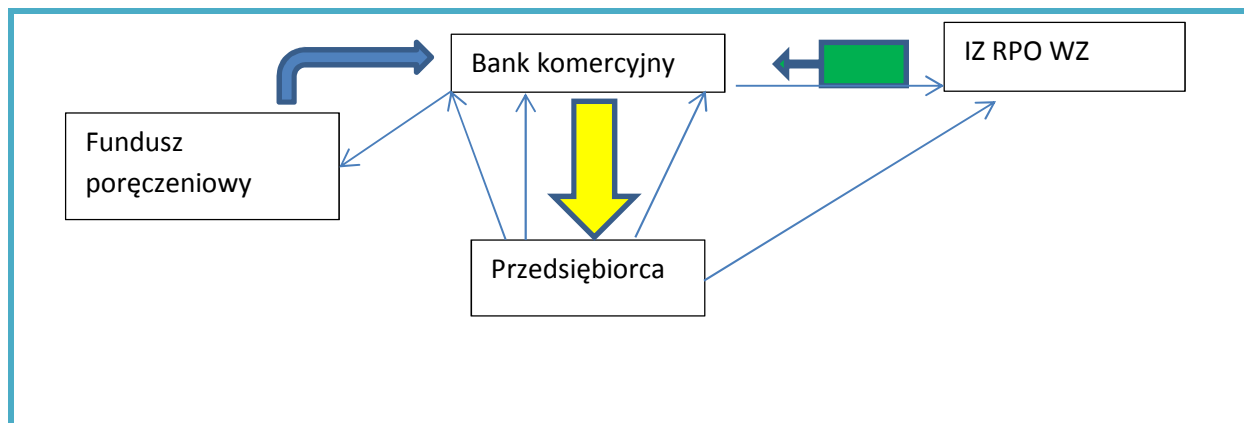 Bank komercyjny
IZ RPO WZ
Fundusz
poręczeniowy
Przedsiębiorca